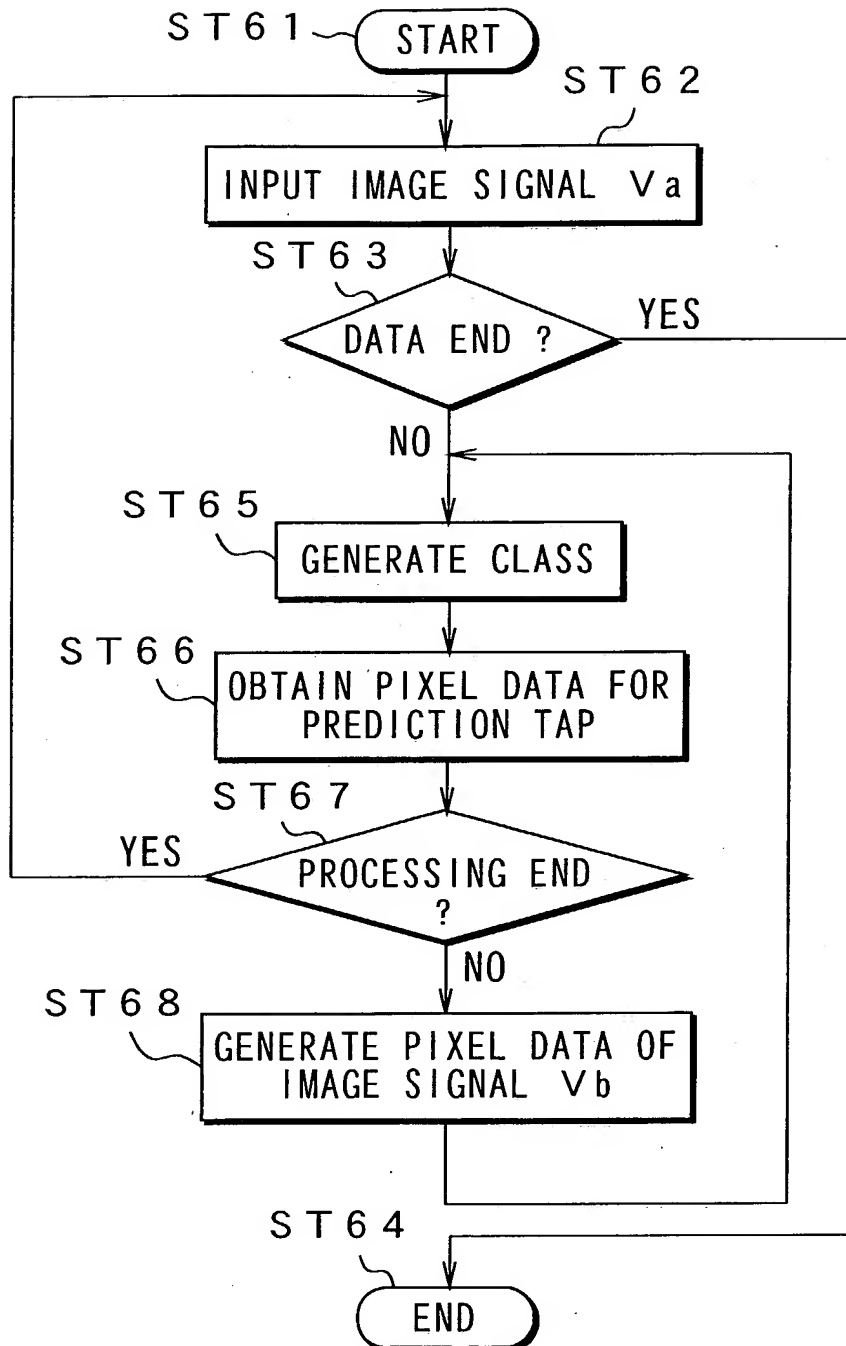 ST61
START
ST62
INPUT IMAGE SIGNAL Va
ST63
DATA END ?
YES
NO
ST65
GENERATE CLASS
ST66
OBTAIN PIXEL DATA FOR
PREDICTION TAP
ST67
YES
PROCESSING END
?
NO
ST68
GENERATE PIXEL DATA OF
IMAGE SIGNAL Vb
ST64
END